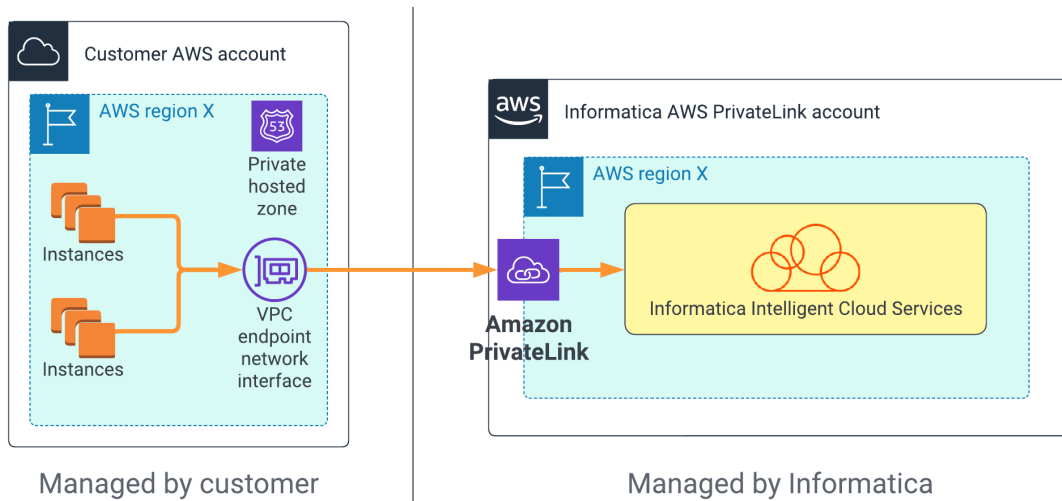 Customer AWS account
AWS region X
53
Private
hosted
zone
Instances
Instances
VPC
endpoint
network
interface
Managed by customer
aws
Informatica AWS PrivateLink account
AWS region X
Amazon
PrivateLink
Informatica Intelligent Cloud Services
Managed by Informatica